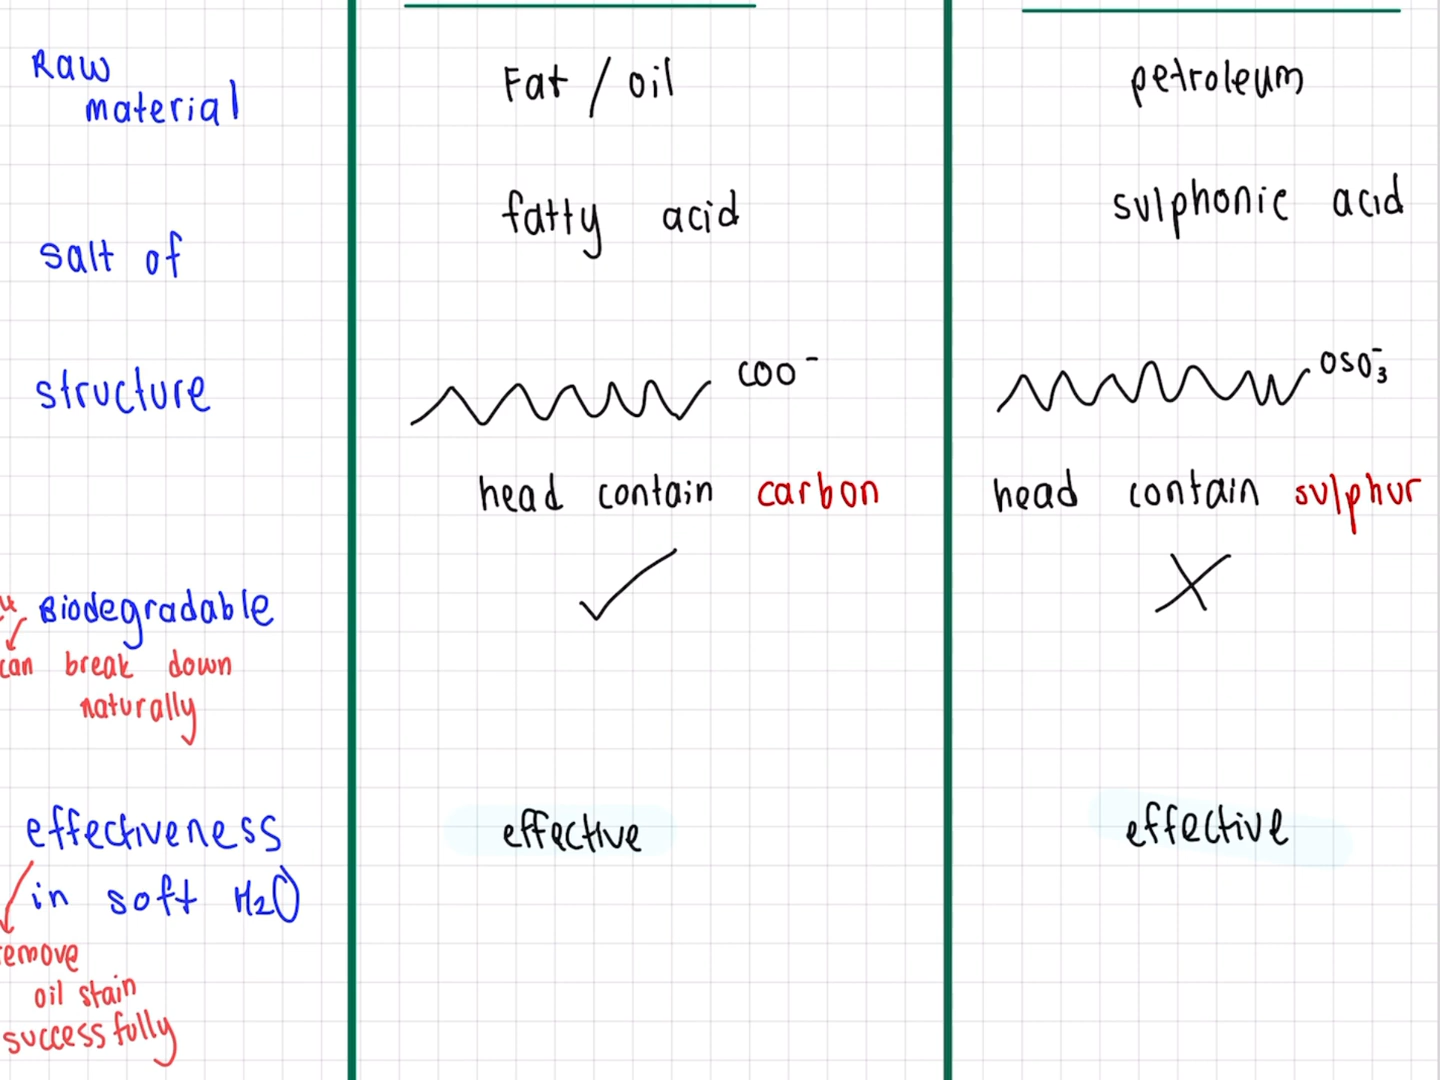 Raw
material
Fat / oil
petroleum
salt of
fatty acid
sulphonic acid
structure
COO⁻
OSO₃⁻
head contain carbon
head contain sulphur
Biodegradable
✓
X
can break down
naturally
effectiveness
in soft H₂O
effective
effective
emove
oil stain
successfully